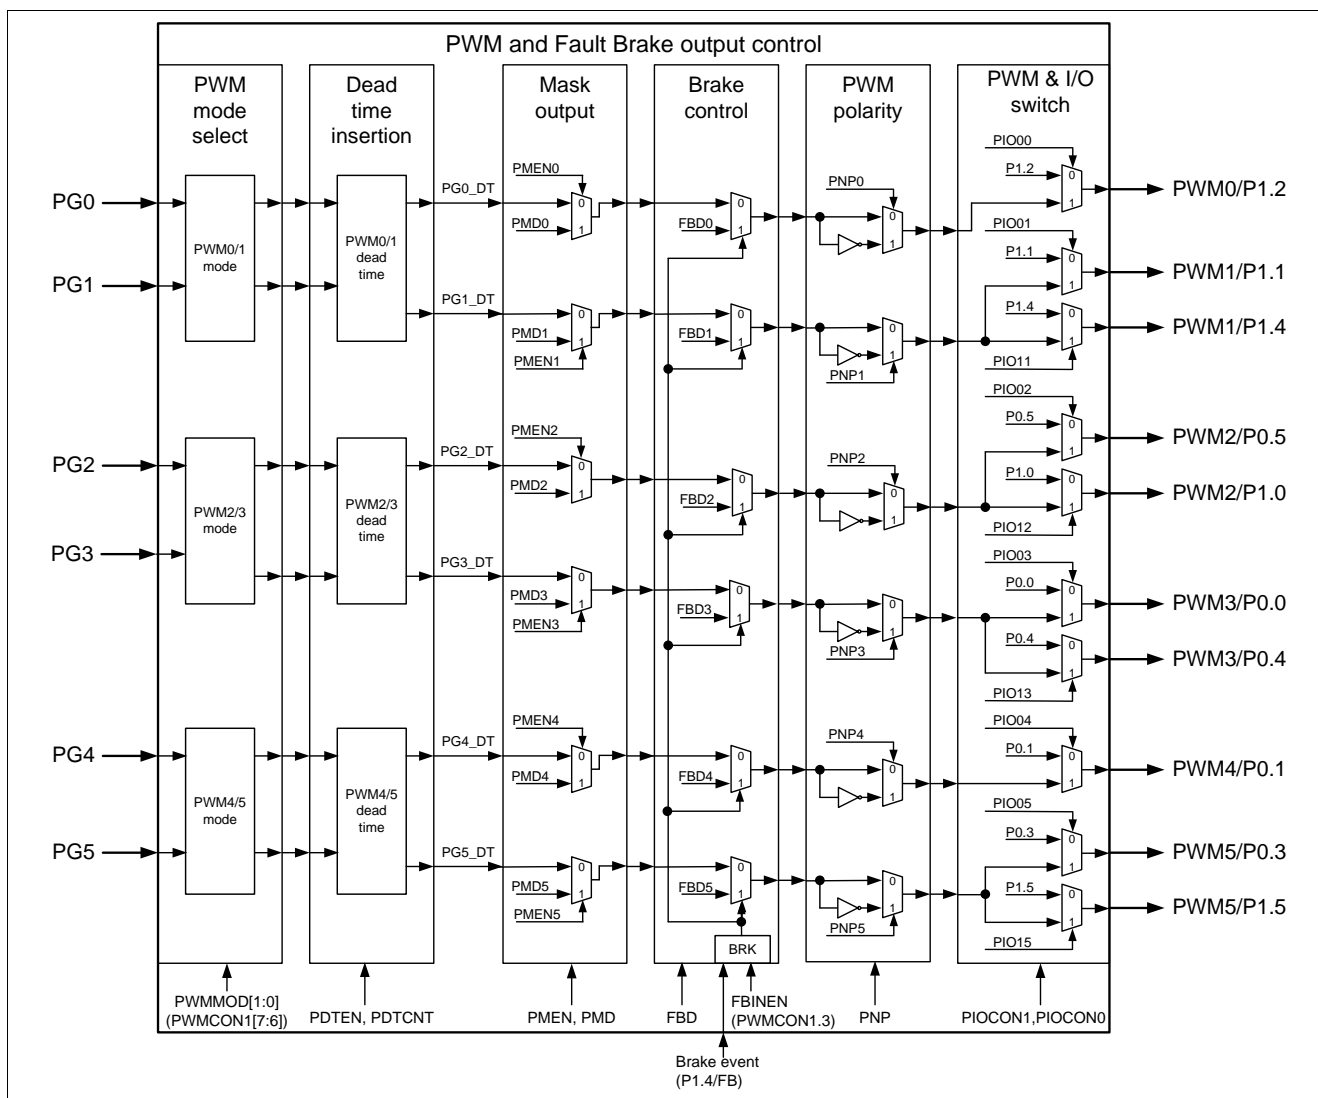 PWM and Fault Brake output control
PWM
mode
select
Dead
time
insertion
Mask
output
Brake
control
PWM
polarity
PWM & I/O
switch
PG0
PG1
PWM0/1
mode
PWM0/1
dead
time
PG0_DT
PG1_DT
PMEN0
PMD0
0
1
PMD1
PMEN1
0
1
FBD0
0
1
FBD1
0
1
PNP0
0
1
PNP1
0
1
PIO00
P1.2
0
1
PWM0/P1.2
PIO01
P1.1
0
1
PWM1/P1.1
P1.4
0
1
PIO11
PWM1/P1.4
PG2
PG3
PWM2/3
mode
PWM2/3
dead
time
PG2_DT
PG3_DT
PMEN2
PMD2
0
1
PMD3
PMEN3
0
1
FBD2
0
1
FBD3
0
1
PNP2
0
1
PNP3
0
1
PIO02
P0.5
0
1
PWM2/P0.5
P1.0
0
1
PIO12
PWM2/P1.0
PIO03
P0.0
0
1
PWM3/P0.0
P0.4
0
1
PIO13
PWM3/P0.4
PG4
PG5
PWM4/5
mode
PWM4/5
dead
time
PG4_DT
PG5_DT
PMEN4
PMD4
0
1
PMD5
PMEN5
0
1
FBD4
0
1
FBD5
0
1
BRK
PNP4
0
1
PNP5
0
1
PIO04
P0.1
0
1
PWM4/P0.1
PIO05
P0.3
0
1
PWM5/P0.3
P1.5
0
1
PIO15
PWM5/P1.5
PWMMOD[1:0]
(PWMCON1[7:6])
PDTEN, PDTCNT
PMEN, PMD
FBD
FBINEN
(PWMCON1.3)
PNP
PIOCON1,PIOCON0
Brake event
(P1.4/FB)